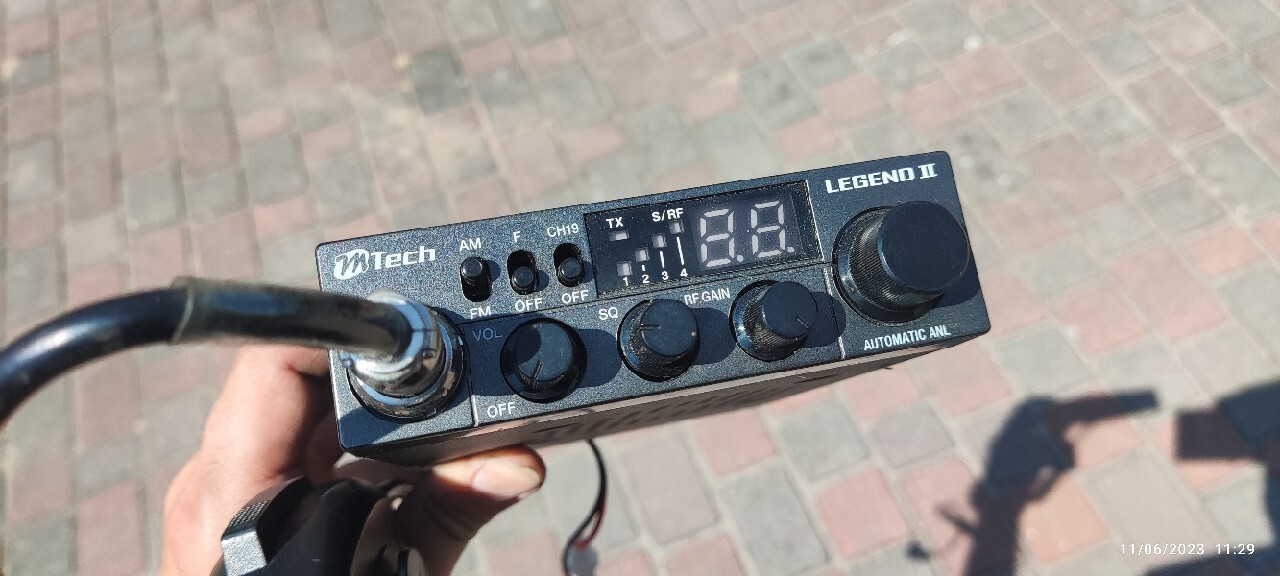 mTech
AM
FM
F
OFF
CH19
OFF
TX
S/RF
1 2 3 4
8.8.
LEGEND II
VOL
OFF
SQ
RF GAIN
AUTOMATIC ANL
11/06/2023 11:29